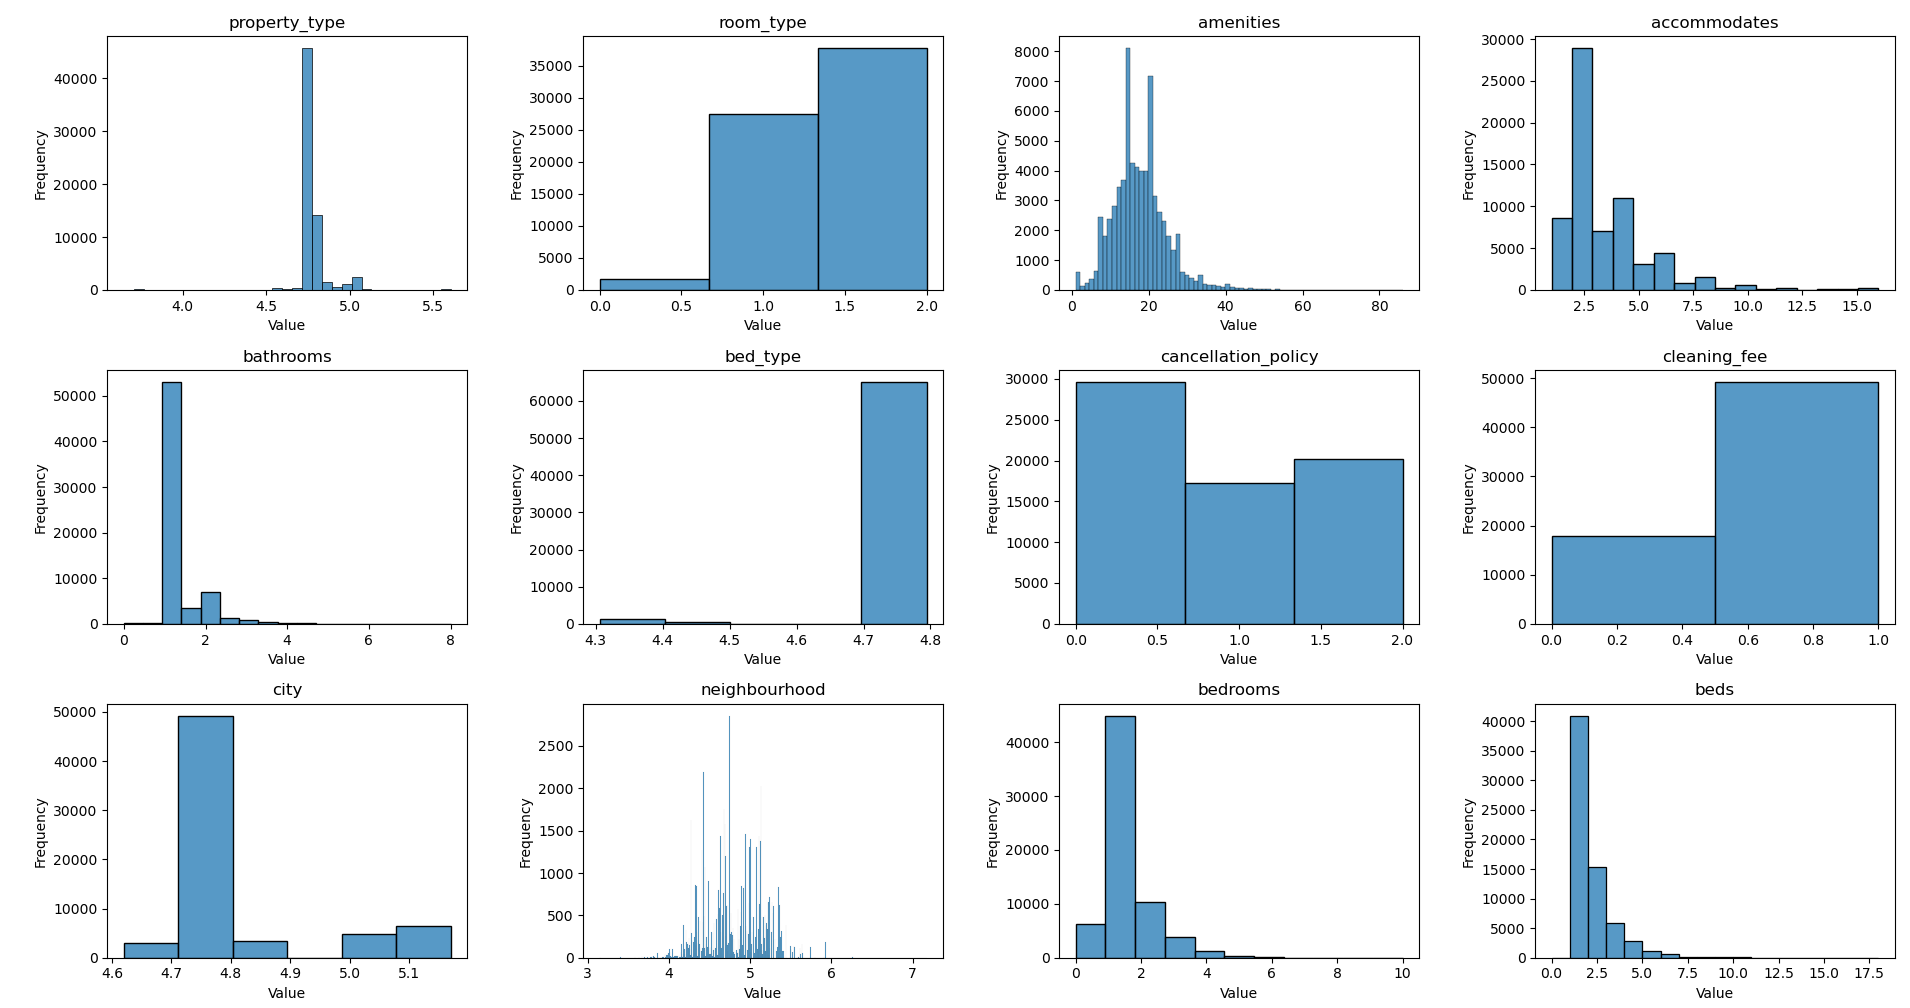 property_type
room_type
amenities
accommodates
40000
30000
20000
10000
0
Frequency
4.0 4.5 5.0 5.5
Value
35000
30000
25000
20000
15000
10000
5000
0
Frequency
0.0 0.5 1.0 1.5 2.0
Value
8000
7000
6000
5000
4000
3000
2000
1000
0
Frequency
0 20 40 60 80
Value
30000
25000
20000
15000
10000
5000
0
Frequency
2.5 5.0 7.5 10.0 12.5 15.0
Value
bathrooms
bed_type
cancellation_policy
cleaning_fee
50000
40000
30000
20000
10000
0
Frequency
0 2 4 6 8
Value
60000
50000
40000
30000
20000
10000
0
Frequency
4.3 4.4 4.5 4.6 4.7 4.8
Value
30000
25000
20000
15000
10000
5000
0
Frequency
0.0 0.5 1.0 1.5 2.0
Value
50000
40000
30000
20000
10000
0
Frequency
0.0 0.2 0.4 0.6 0.8 1.0
Value
city
neighbourhood
bedrooms
beds
50000
40000
30000
20000
10000
0
Frequency
4.6 4.7 4.8 4.9 5.0 5.1
Value
2500
2000
1500
1000
500
0
Frequency
3 4 5 6 7
Value
40000
30000
20000
10000
0
Frequency
0 2 4 6 8 10
Value
40000
35000
30000
25000
20000
15000
10000
5000
0
Frequency
0.0 2.5 5.0 7.5 10.0 12.5 15.0 17.5
Value